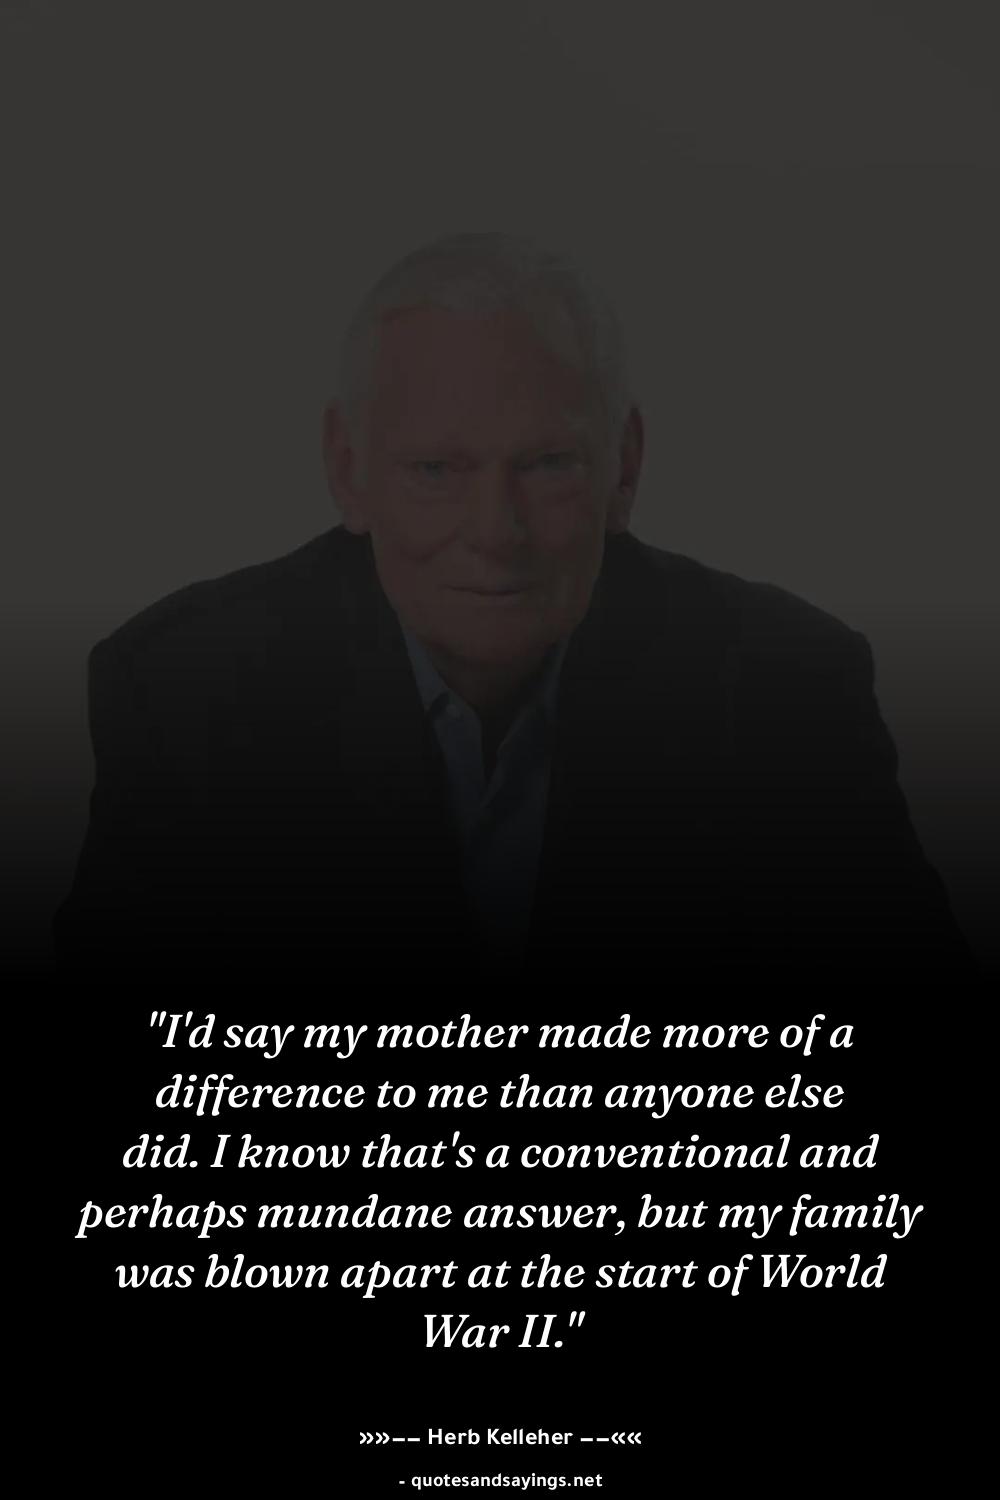 "I'd say my mother made more of a
difference to me than anyone else
did. I know that's a conventional and
perhaps mundane answer, but my family
was blown apart at the start of World
War II."
»»−− Herb Kelleher −−««
- quotesandsayings.net